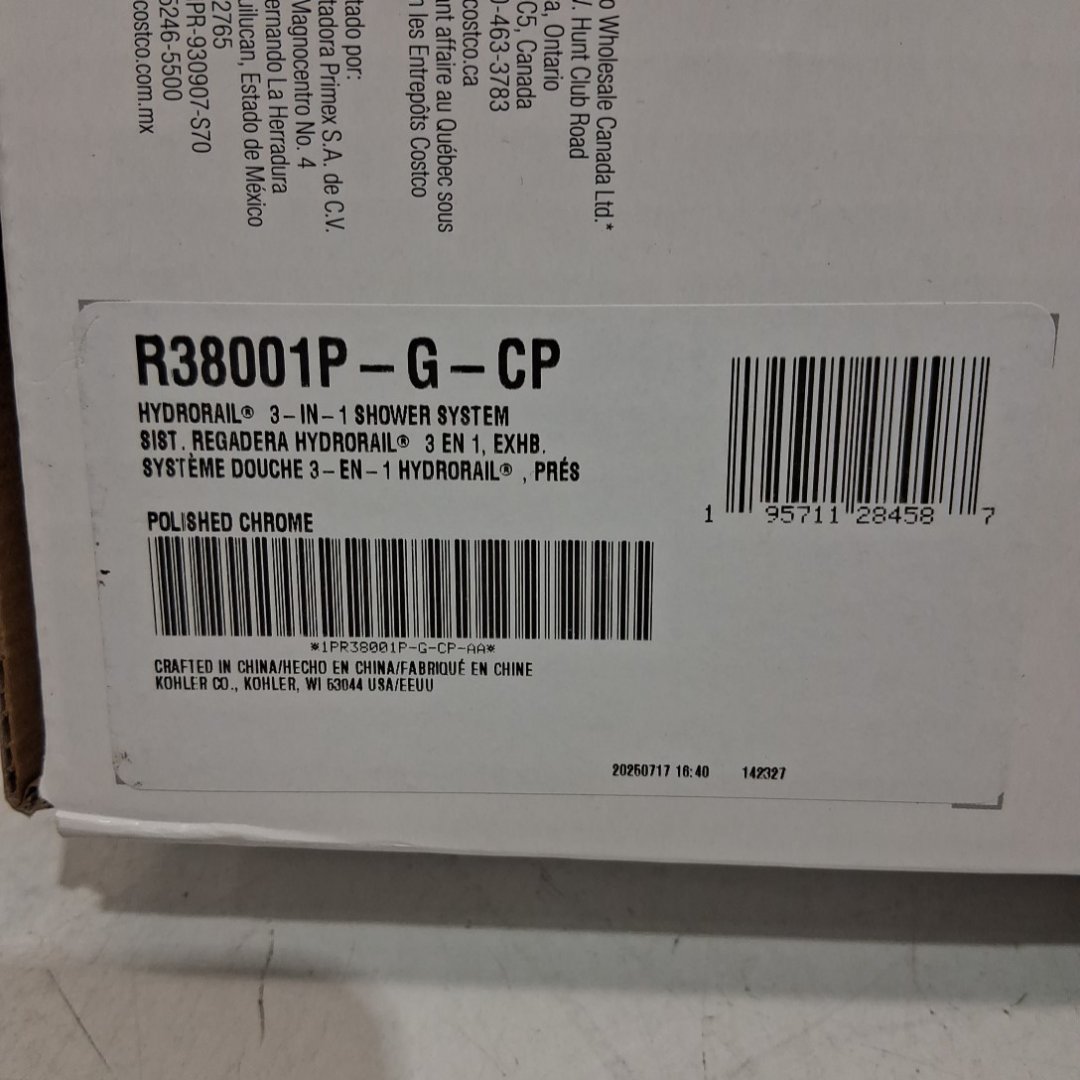 o Wholesale Canada Ltd.*
. Hunt Club Road
a, Ontario
C5, Canada
0-463-3783
costco.ca
ant affaire au Québec sous
n les Entrepôts Costco
tado por:
tadora Primex S.A. de C.V.
Magnocentro No. 4
ernando La Herradura
uilucan, Estado de México
2765
PR-930907-S70
5246-5500
costco.com.mx
R38001P – G – CP
HYDRORAIL® 3 – IN – 1 SHOWER SYSTEM
SIST. REGADERA HYDRORAIL® 3 EN 1, EXHB.
SYSTÈME DOUCHE 3 – EN – 1 HYDRORAIL® , PRÉS
1 95711 28458 7
POLISHED CHROME
*1PR38001P-G-CP-AA*
CRAFTED IN CHINA/HECHO EN CHINA/FABRIQUÉ EN CHINE
KOHLER CO., KOHLER, WI 53044 USA/EEUU
20250717 16:40 142327